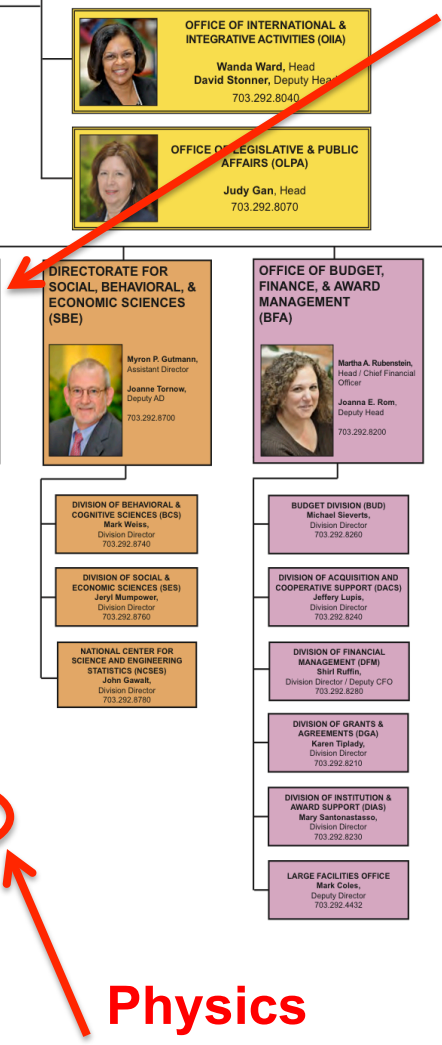 OFFICE OF INTERNATIONAL &
INTEGRATIVE ACTIVITIES (OIIA)
Wanda Ward, Head
David Stonner, Deputy Head
703.292.8040
OFFICE OF LEGISLATIVE & PUBLIC
AFFAIRS (OLPA)
Judy Gan, Head
703.292.8070
DIRECTORATE FOR
SOCIAL, BEHAVIORAL, &
ECONOMIC SCIENCES
(SBE)
Myron P. Gutmann,
Assistant Director
Joanne Tornow,
Deputy AD
703.292.8700
DIVISION OF BEHAVIORAL &
COGNITIVE SCIENCES (BCS)
Mark Weiss,
Division Director
703.292.8740
DIVISION OF SOCIAL &
ECONOMIC SCIENCES (SES)
Jeryl Mumpower,
Division Director
703.292.8760
NATIONAL CENTER FOR
SCIENCE AND ENGINEERING
STATISTICS (NCSES)
John Gawalt,
Division Director
703.292.8780
OFFICE OF BUDGET,
FINANCE, & AWARD
MANAGEMENT
(BFA)
Martha A. Rubenstein,
Head / Chief Financial
Officer
Joanna E. Rom,
Deputy Head
703.292.8200
BUDGET DIVISION (BUD)
Michael Sieverts,
Division Director
703.292.8260
DIVISION OF ACQUISITION AND
COOPERATIVE SUPPORT (DACS)
Jeffery Lupis,
Division Director
703.292.8240
DIVISION OF FINANCIAL
MANAGEMENT (DFM)
Shirl Ruffin,
Division Director / Deputy CFO
703.292.8280
DIVISION OF GRANTS &
AGREEMENTS (DGA)
Karen Tiplady,
Division Director
703.292.8210
DIVISION OF INSTITUTION &
AWARD SUPPORT (DIAS)
Mary Santonastasso,
Division Director
703.292.8230
LARGE FACILITIES OFFICE
Mark Coles,
Deputy Director
703.292.4432
Physics